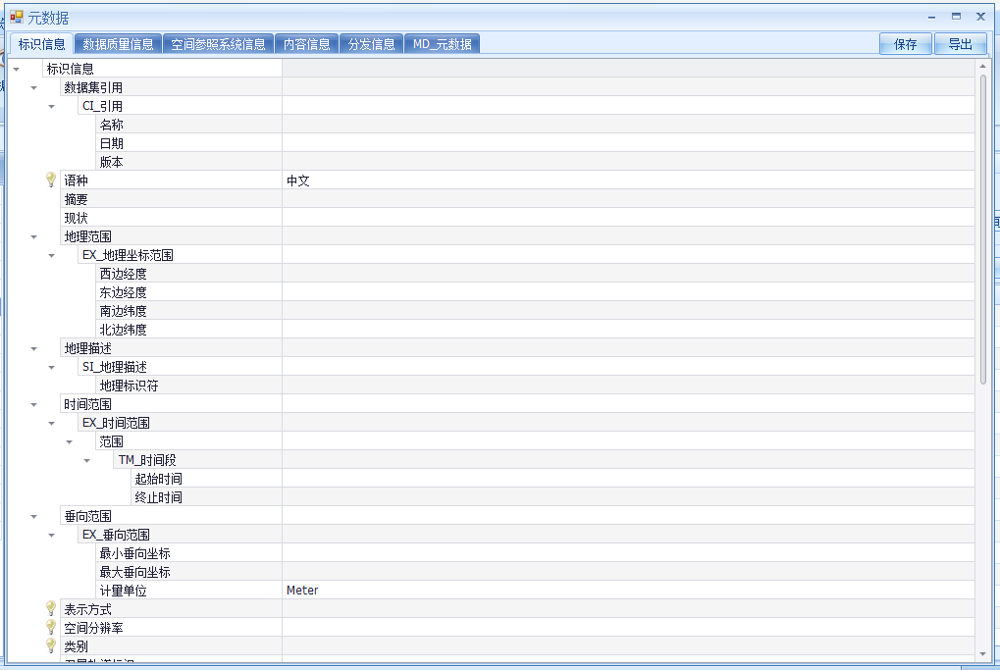 元数据
标识信息 数据质量信息 空间参照系统信息 内容信息 分发信息 MD_元数据 保存 导出
标识信息
数据集引用
CI_引用
名称
日期
版本
语种 中文
摘要
现状
地理范围
EX_地理坐标范围
西边经度
东边经度
南边纬度
北边纬度
地理描述
SI_地理描述
地理标识符
时间范围
EX_时间范围
范围
TM_时间段
起始时间
终止时间
垂向范围
EX_垂向范围
最小垂向坐标
最大垂向坐标
计量单位 Meter
表示方式
空间分辨率
类别